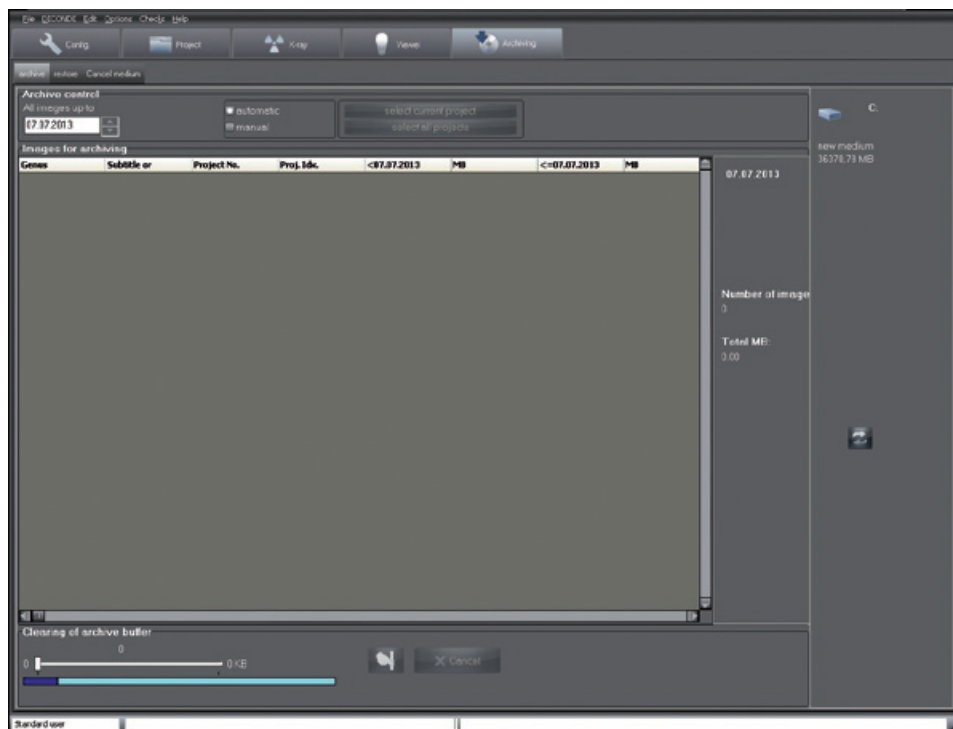 File DICONDE Edit Options Checks Help
Config Project X-ray Viewer Archiving
archive restore Cancel medium
Archive control
All images up to
07.07.2013
automatic
manual
select current project
select all projects
C:
new medium
36378.78 MB
Images for archiving
Genus Subtitle or Project No. Proj. Idx. <07.07.2013 MB <=07.07.2013 MB
07.07.2013
Number of image
0
Total MB:
0.00
Clearing of archive buffer
0
0 0 KB
Cancel
Standard user